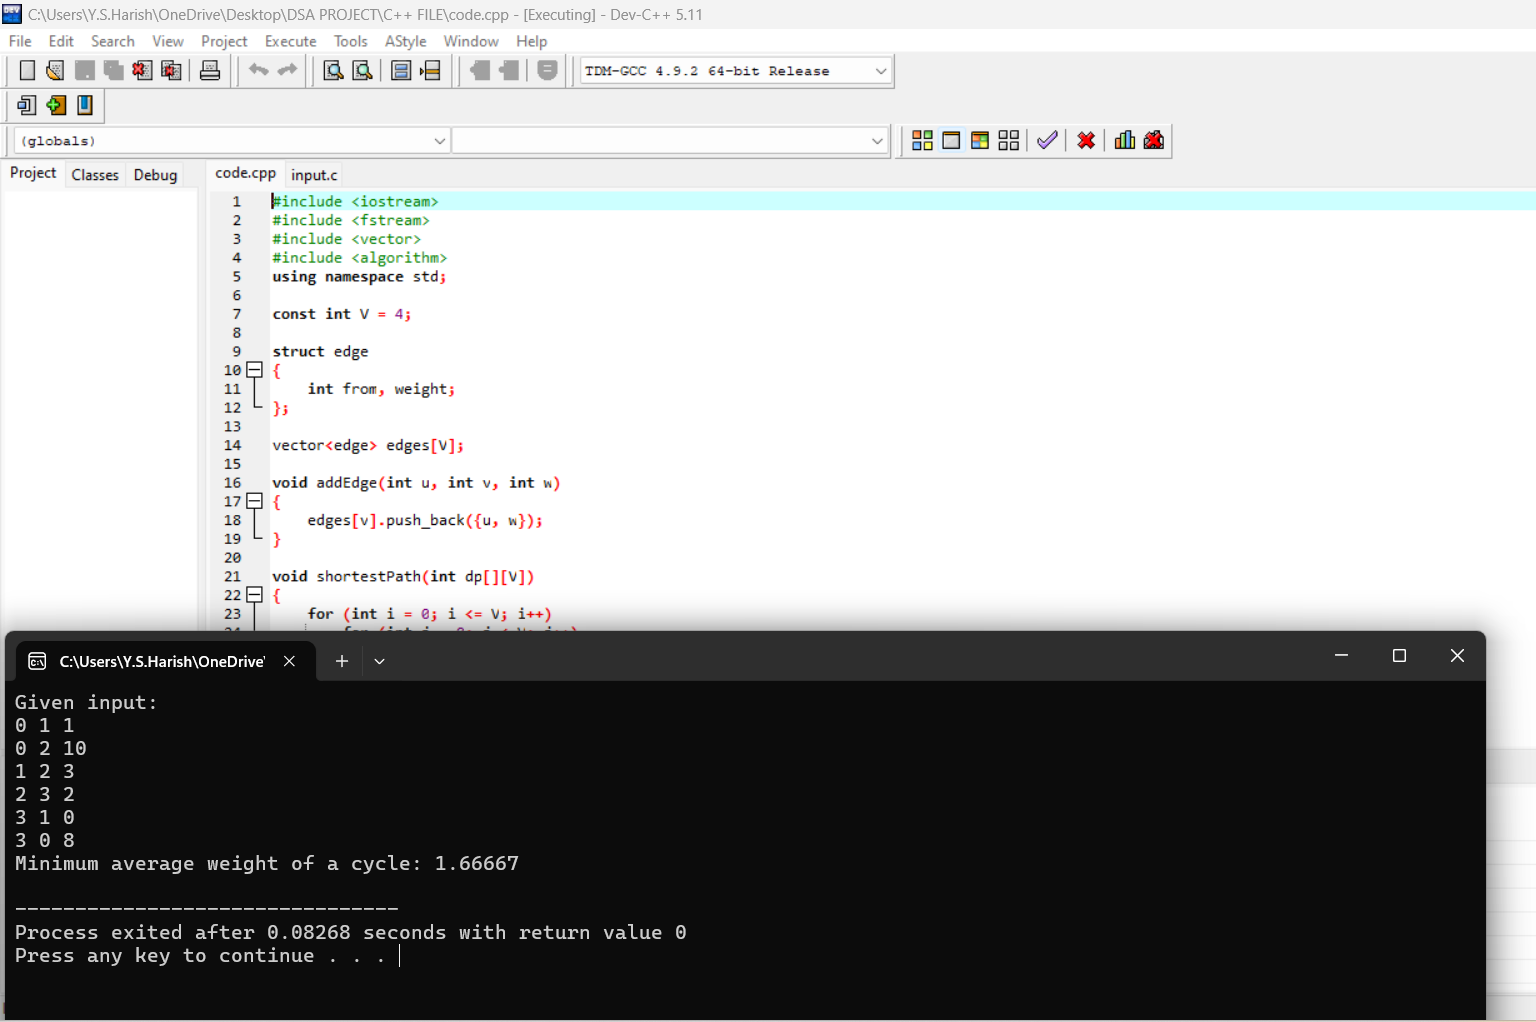 C:\Users\Y.S.Harish\OneDrive\Desktop\DSA PROJECT\C++ FILE\code.cpp - [Executing] - Dev-C++ 5.11
File Edit Search View Project Execute Tools AStyle Window Help
TDM-GCC 4.9.2 64-bit Release
(globals)
Project Classes Debug code.cpp input.c
1 #include <iostream>
2 #include <fstream>
3 #include <vector>
4 #include <algorithm>
5 using namespace std;
6
7 const int V = 4;
8
9 struct edge
10 {
11 int from, weight;
12 };
13
14 vector<edge> edges[V];
15
16 void addEdge(int u, int v, int w)
17 {
18 edges[v].push_back({u, w});
19 }
20
21 void shortestPath(int dp[][V])
22 {
23 for (int i = 0; i <= V; i++)
C:\Users\Y.S.Harish\OneDrive'
Given input:
0 1 1
0 2 10
1 2 3
2 3 2
3 1 0
3 0 8
Minimum average weight of a cycle: 1.66667
--------------------------------
Process exited after 0.08268 seconds with return value 0
Press any key to continue . . .